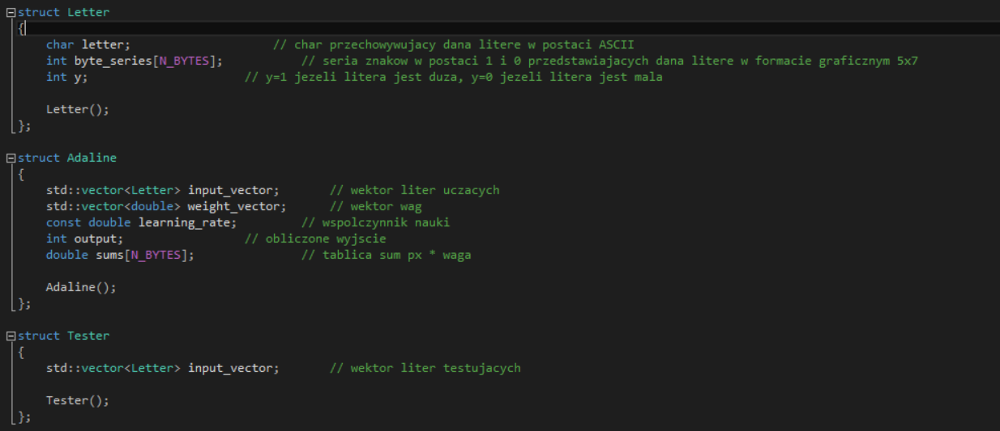 struct Letter
{
char letter; // char przechowywujacy dana litere w postaci ASCII
int byte_series[N_BYTES]; // seria znakow w postaci 1 i 0 przedstawiajacych dana litere w formacie graficznym 5x7
int y; // y=1 jezeli litera jest duza, y=0 jezeli litera jest mala
Letter();
};
struct Adaline
{
std::vector<Letter> input_vector; // wektor liter uczacych
std::vector<double> weight_vector; // wektor wag
const double learning_rate; // wspolczynnik nauki
int output; // obliczone wyjscie
double sums[N_BYTES]; // tablica sum px * waga
Adaline();
};
struct Tester
{
std::vector<Letter> input_vector; // wektor liter testujacych
Tester();
};